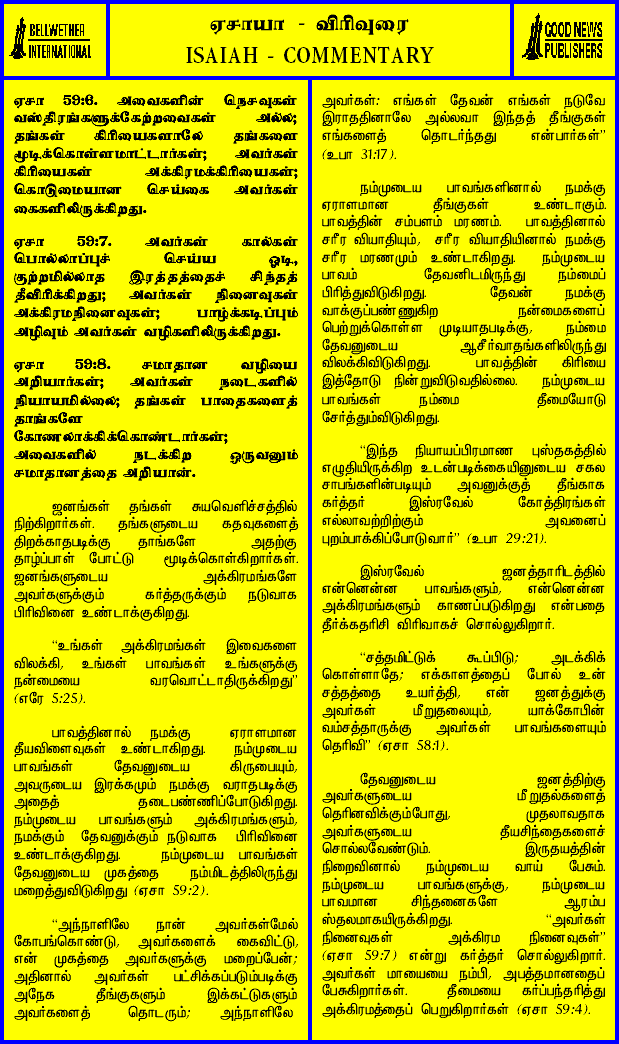 BELLWETHER
INTERNATIONAL
ஏசாயா - விரிவுரை
ISAIAH - COMMENTARY
GOOD NEWS
PUBLISHERS
ஏசா 59:6. அவைகளின் நெசவுகள்
வஸ்திரங்களுக்கேற்றவைகள் அல்ல;
தங்கள் கிரியைகளாலே தங்களை
மூடிக்கொள்ளமாட்டார்கள்; அவர்கள்
கிரியைகள் அக்கிரமக்கிரியைகள்;
கொடுமையான செய்கை அவர்கள்
கைகளிலிருக்கிறது.
ஏசா 59:7. அவர்கள் கால்கள்
பொல்லாப்புச் செய்ய ஓடி,
குற்றமில்லாத இரத்தத்தைச் சிந்தத்
தீவிரிக்கிறது; அவர்கள் நினைவுகள்
அக்கிரமநினைவுகள்; பாழ்க்கடிப்பும்
அழிவும் அவர்கள் வழிகளிலிருக்கிறது.
ஏசா 59:8. சமாதான வழியை
அறியார்கள்; அவர்கள் நடைகளில்
நியாயமில்லை; தங்கள் பாதைகளைத்
தாங்களே
கோணலாக்கிக்கொண்டார்கள்;
அவைகளில் நடக்கிற ஒருவனும்
சமாதானத்தை அறியான்.
ஜனங்கள் தங்கள் சுயவெளிச்சத்தில்
நிற்கிறார்கள். தங்களுடைய கதவுகளைத்
திறக்காதபடிக்கு தாங்களே அதற்கு
தாழ்ப்பாள் போட்டு மூடிக்கொள்கிறார்கள்.
ஜனங்களுடைய அக்கிரமங்களே
அவர்களுக்கும் கர்த்தருக்கும் நடுவாக
பிரிவினை உண்டாக்குகிறது.
“உங்கள் அக்கிரமங்கள் இவைகளை
விலக்கி, உங்கள் பாவங்கள் உங்களுக்கு
நன்மையை வரவொட்டாதிருக்கிறது”
(எரே 5:25).
பாவத்தினால் நமக்கு ஏராளமான
தீயவிளைவுகள் உண்டாகிறது. நம்முடைய
பாவங்கள் தேவனுடைய கிருபையும்,
அவருடைய இரக்கமும் நமக்கு வராதபடிக்கு
அதைத் தடைபண்ணிப்போடுகிறது.
நம்முடைய பாவங்களும் அக்கிரமங்களும்,
நமக்கும் தேவனுக்கும் நடுவாக பிரிவினை
உண்டாக்குகிறது. நம்முடைய பாவங்கள்
தேவனுடைய முகத்தை நம்மிடத்திலிருந்து
மறைத்துவிடுகிறது (ஏசா 59:2).
“அந்நாளிலே நான் அவர்கள்மேல்
கோபங்கொண்டு, அவர்களைக் கைவிட்டு,
என் முகத்தை அவர்களுக்கு மறைப்பேன்;
அதினால் அவர்கள் பட்சிக்கப்படும்படிக்கு
அநேக தீங்குகளும் இக்கட்டுகளும்
அவர்களைத் தொடரும்; அந்நாளிலே
அவர்கள்: எங்கள் தேவன் எங்கள் நடுவே
இராததினாலே அல்லவா இந்தத் தீங்குகள்
எங்களைத் தொடர்ந்தது என்பார்கள்”
(உபா 31:17).
நம்முடைய பாவங்களினால் நமக்கு
ஏராளமான தீங்குகள் உண்டாகும்.
பாவத்தின் சம்பளம் மரணம். பாவத்தினால்
சரீர வியாதியும், சரீர வியாதியினால் நமக்கு
சரீர மரணமும் உண்டாகிறது. நம்முடைய
பாவம் தேவனிடமிருந்து நம்மைப்
பிரித்துவிடுகிறது. தேவன் நமக்கு
வாக்குப்பண்ணுகிற நன்மைகளைப்
பெற்றுக்கொள்ள முடியாதபடிக்கு, நம்மை
தேவனுடைய ஆசீர்வாதங்களிலிருந்து
விலக்கிவிடுகிறது. பாவத்தின் கிரியை
இத்தோடு நின்றுவிடுவதில்லை. நம்முடைய
பாவங்கள் நம்மை தீமையோடு
சேர்த்தும்விடுகிறது.
“இந்த நியாயப்பிரமாண புஸ்தகத்தில்
எழுதியிருக்கிற உடன்படிக்கையினுடைய சகல
சாபங்களின்படியும் அவனுக்குத் தீங்காக
கர்த்தர் இஸ்ரவேல் கோத்திரங்கள்
எல்லாவற்றிற்கும் அவனைப்
புறம்பாக்கிப்போடுவார்” (உபா 29:21).
இஸ்ரவேல் ஜனத்தாரிடத்தில்
என்னென்ன பாவங்களும், என்னென்ன
அக்கிரமங்களும் காணப்படுகிறது என்பதை
தீர்க்கதரிசி விரிவாகச் சொல்லுகிறார்.
“சத்தமிட்டுக் கூப்பிடு; அடக்கிக்
கொள்ளாதே; எக்காளத்தைப் போல் உன்
சத்தத்தை உயர்த்தி, என் ஜனத்துக்கு
அவர்கள் மீறுதலையும், யாக்கோபின்
வம்சத்தாருக்கு அவர்கள் பாவங்களையும்
தெரிவி” (ஏசா 58:1).
தேவனுடைய ஜனத்திற்கு
அவர்களுடைய மீறுதல்களைத்
தெரிவிக்கும்போது, முதலாவதாக
அவர்களுடைய தீயசிந்தைகளைச்
சொல்லவேண்டும். இருதயத்தின்
நிறைவினால் நம்முடைய வாய் பேசும்.
நம்முடைய பாவங்களுக்கு, நம்முடைய
பாவமான சிந்தனைகளே ஆரம்ப
ஸ்தலமாகயிருக்கிறது. “அவர்கள்
நினைவுகள் அக்கிரம நினைவுகள்”
(ஏசா 59:7) என்று கர்த்தர் சொல்லுகிறார்.
அவர்கள் மாயையை நம்பி, அபத்தமானதைப்
பேசுகிறார்கள். தீமையை கர்ப்பந்தரித்து
அக்கிரமத்தைப் பெறுகிறார்கள் (ஏசா 59:4).